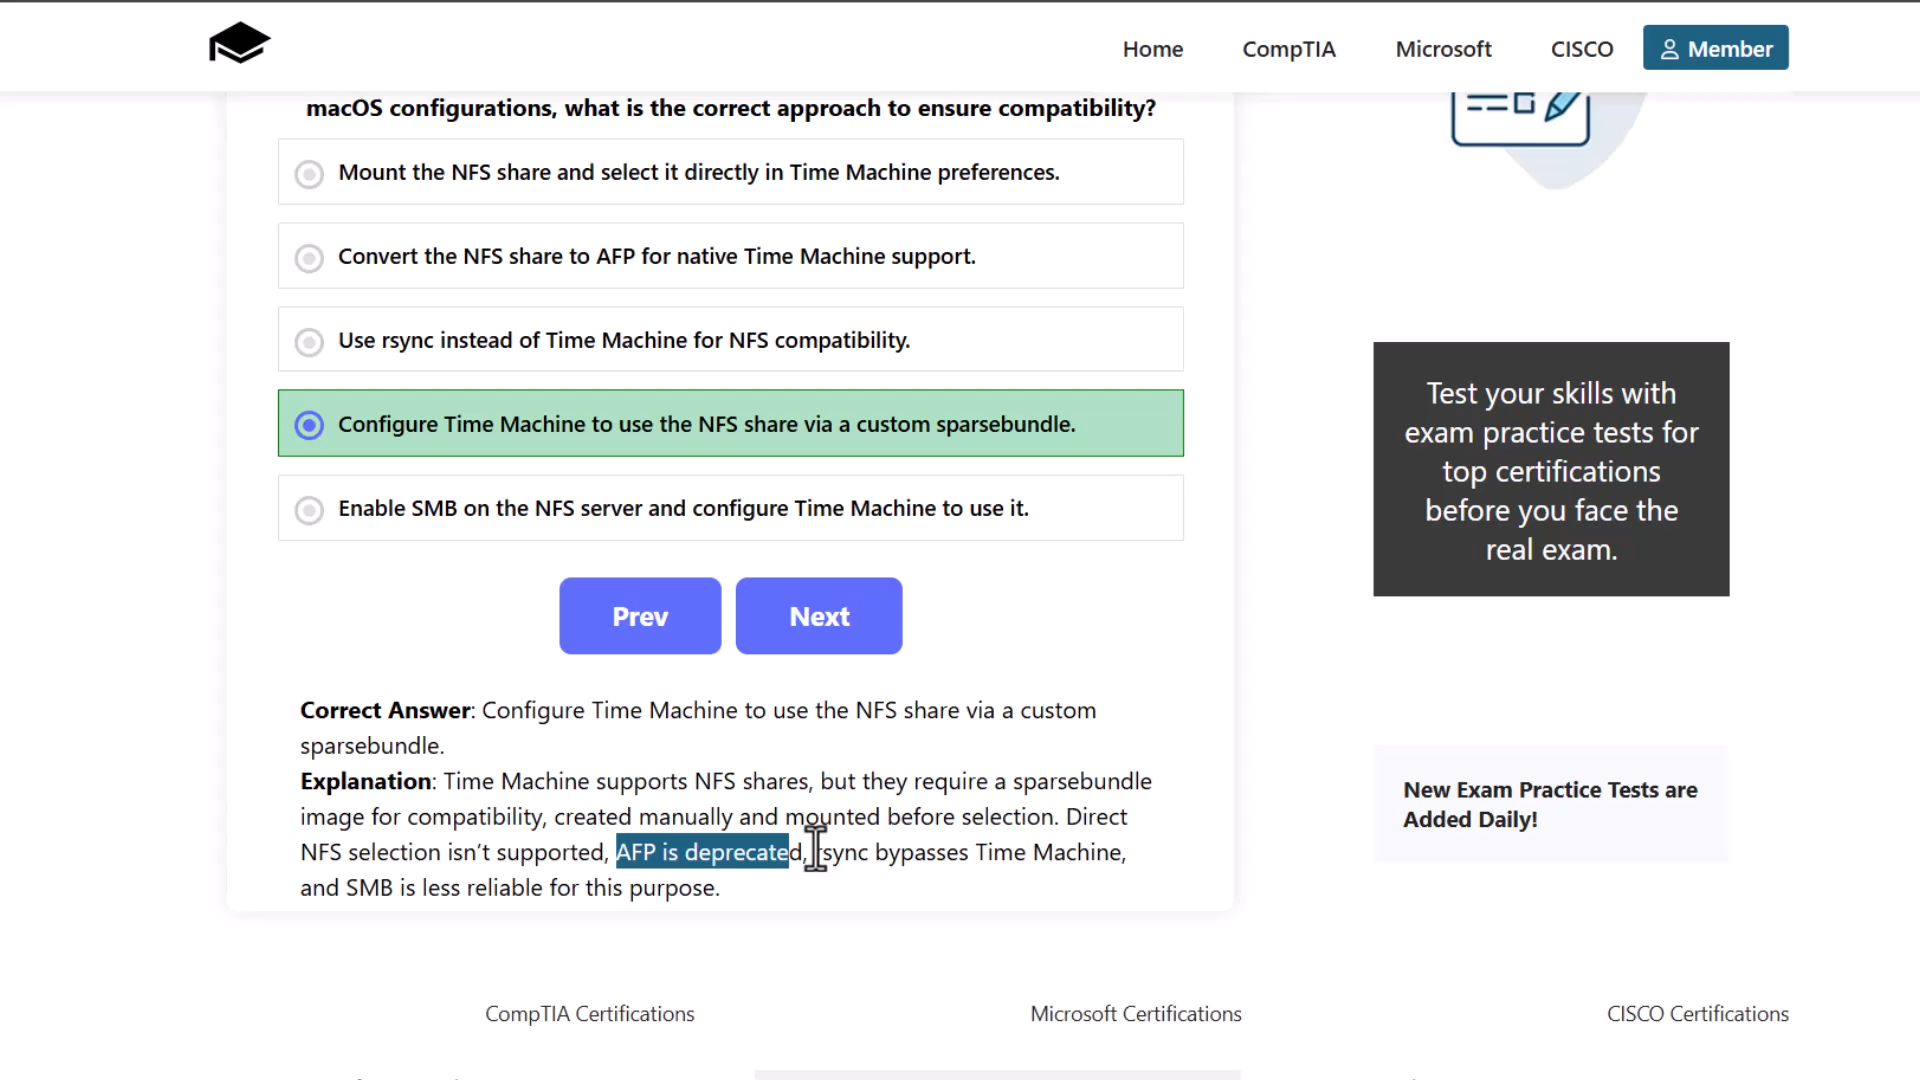 Home CompTIA Microsoft CISCO Member
macOS configurations, what is the correct approach to ensure compatibility?
Mount the NFS share and select it directly in Time Machine preferences.
Convert the NFS share to AFP for native Time Machine support.
Use rsync instead of Time Machine for NFS compatibility.
Configure Time Machine to use the NFS share via a custom sparsebundle.
Enable SMB on the NFS server and configure Time Machine to use it.
Prev Next
Correct Answer: Configure Time Machine to use the NFS share via a custom
sparsebundle.
Explanation: Time Machine supports NFS shares, but they require a sparsebundle
image for compatibility, created manually and mounted before selection. Direct
NFS selection isn't supported, AFP is deprecated, rsync bypasses Time Machine,
and SMB is less reliable for this purpose.
Test your skills with
exam practice tests for
top certifications
before you face the
real exam.
New Exam Practice Tests are
Added Daily!
CompTIA Certifications Microsoft Certifications CISCO Certifications